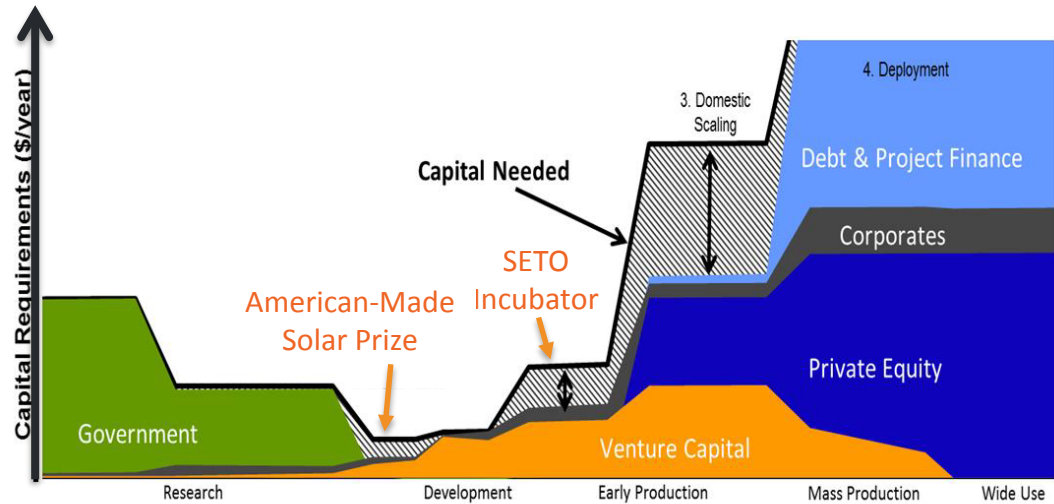 Capital Requirements ($/year)
4. Deployment
3. Domestic
Scaling
Debt & Project Finance
Capital Needed
Corporates
SETO
Incubator
American-Made
Solar Prize
Private Equity
Government
Venture Capital
Research
Development
Early Production
Mass Production
Wide Use